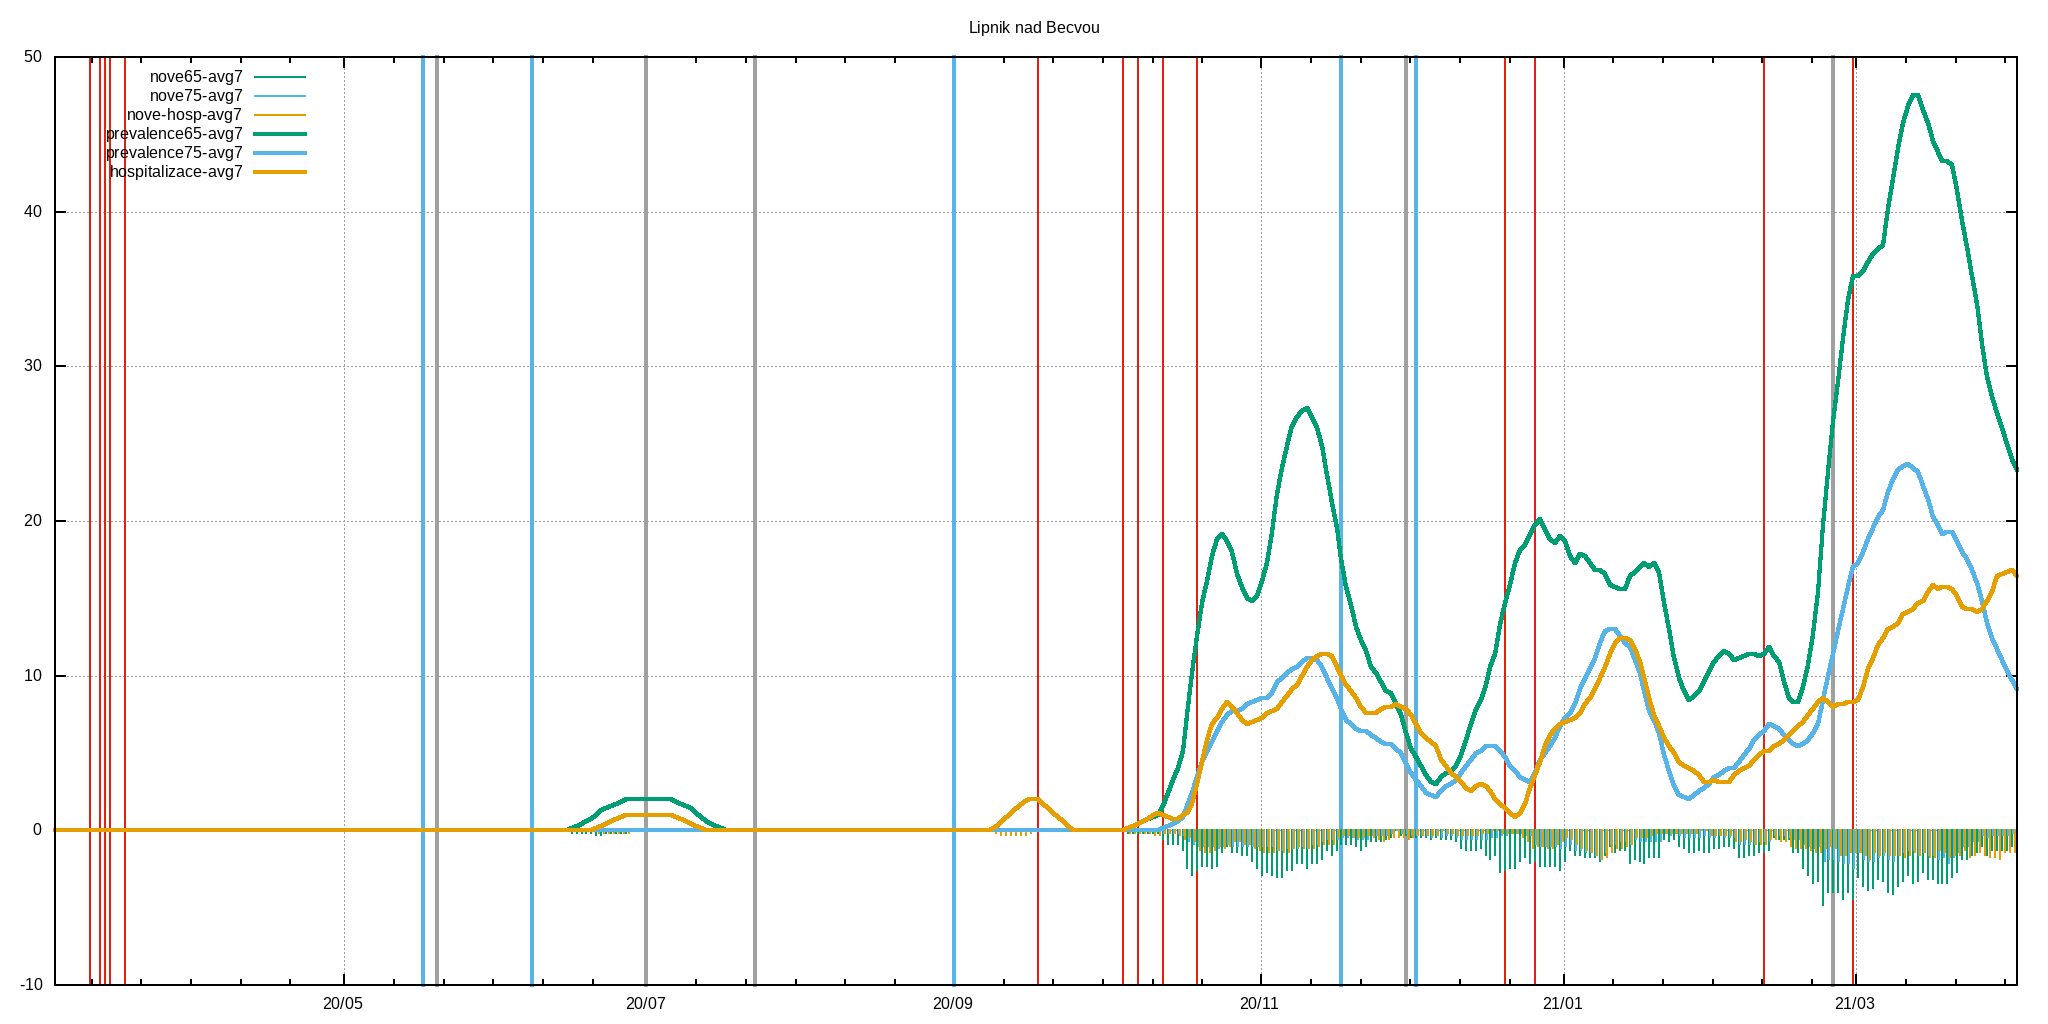 Lipnik nad Becvou
50
nove65-avg7
nove75-avg7
nove-hosp-avg7
prevalence65-avg7
prevalence75-avg7
hospitalizace-avg7
40
30
20
10
0
-10
20/05 20/07 20/09 20/11 21/01 21/03